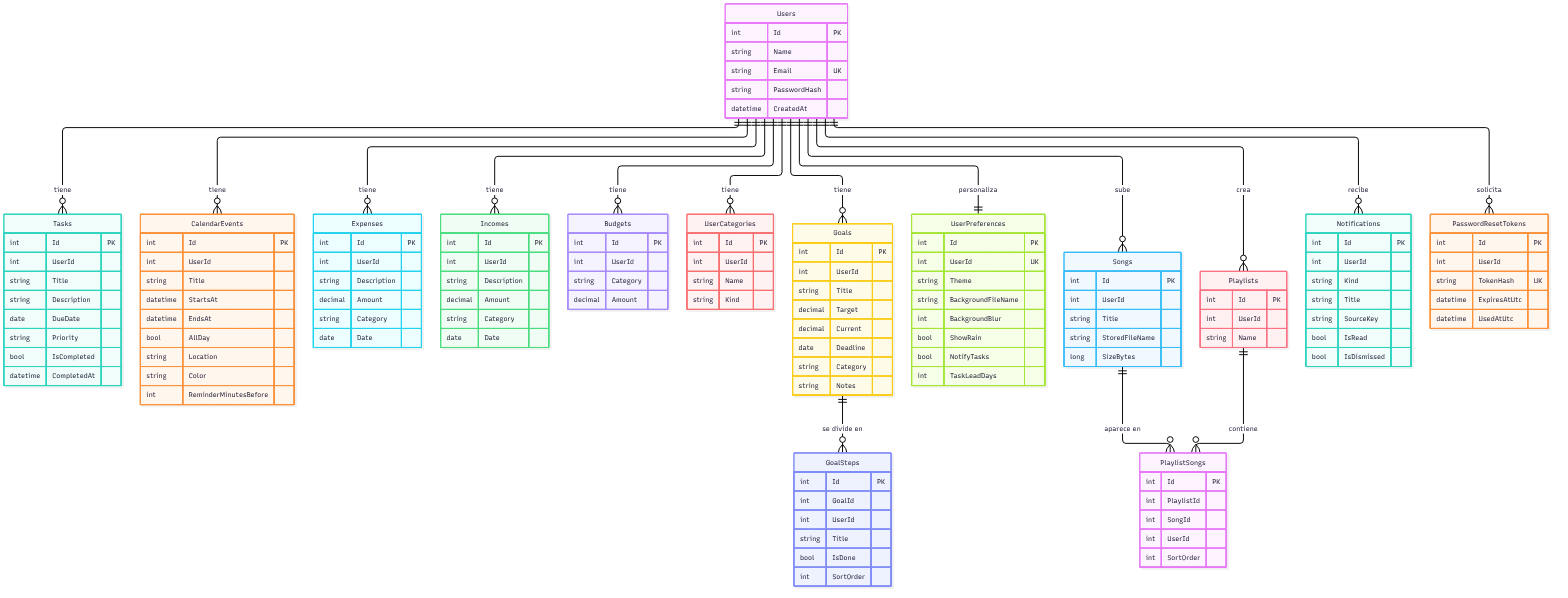 Users
int Id PK
string Name
string Email UK
string PasswordHash
datetime CreatedAt
tiene
tiene
tiene
tiene
tiene
tiene
tiene
personaliza
sube
crea
recibe
solicita
Tasks
int Id PK
int UserId
string Title
string Description
date DueDate
string Priority
bool IsCompleted
datetime CompletedAt
CalendarEvents
int Id PK
int UserId
string Title
datetime StartsAt
datetime EndsAt
bool AllDay
string Location
string Color
int ReminderMinutesBefore
Expenses
int Id PK
int UserId
string Description
decimal Amount
string Category
date Date
Incomes
int Id PK
int UserId
string Description
decimal Amount
string Category
date Date
Budgets
int Id PK
int UserId
string Category
decimal Amount
UserCategories
int Id PK
int UserId
string Name
string Kind
Goals
int Id PK
int UserId
string Title
decimal Target
decimal Current
date Deadline
string Category
string Notes
UserPreferences
int Id PK
int UserId UK
string Theme
string BackgroundFileName
int BackgroundBlur
bool ShowRain
bool NotifyTasks
int TaskLeadDays
Songs
int Id PK
int UserId
string Title
string StoredFileName
long SizeBytes
Playlists
int Id PK
int UserId
string Name
Notifications
int Id PK
int UserId
string Kind
string Title
string SourceKey
bool IsRead
bool IsDismissed
PasswordResetTokens
int Id PK
int UserId
string TokenHash UK
datetime ExpiresAtUtc
datetime UsedAtUtc
se divide en
aparece en
contiene
GoalSteps
int Id PK
int GoalId
int UserId
string Title
bool IsDone
int SortOrder
PlaylistSongs
int Id PK
int PlaylistId
int SongId
int UserId
int SortOrder